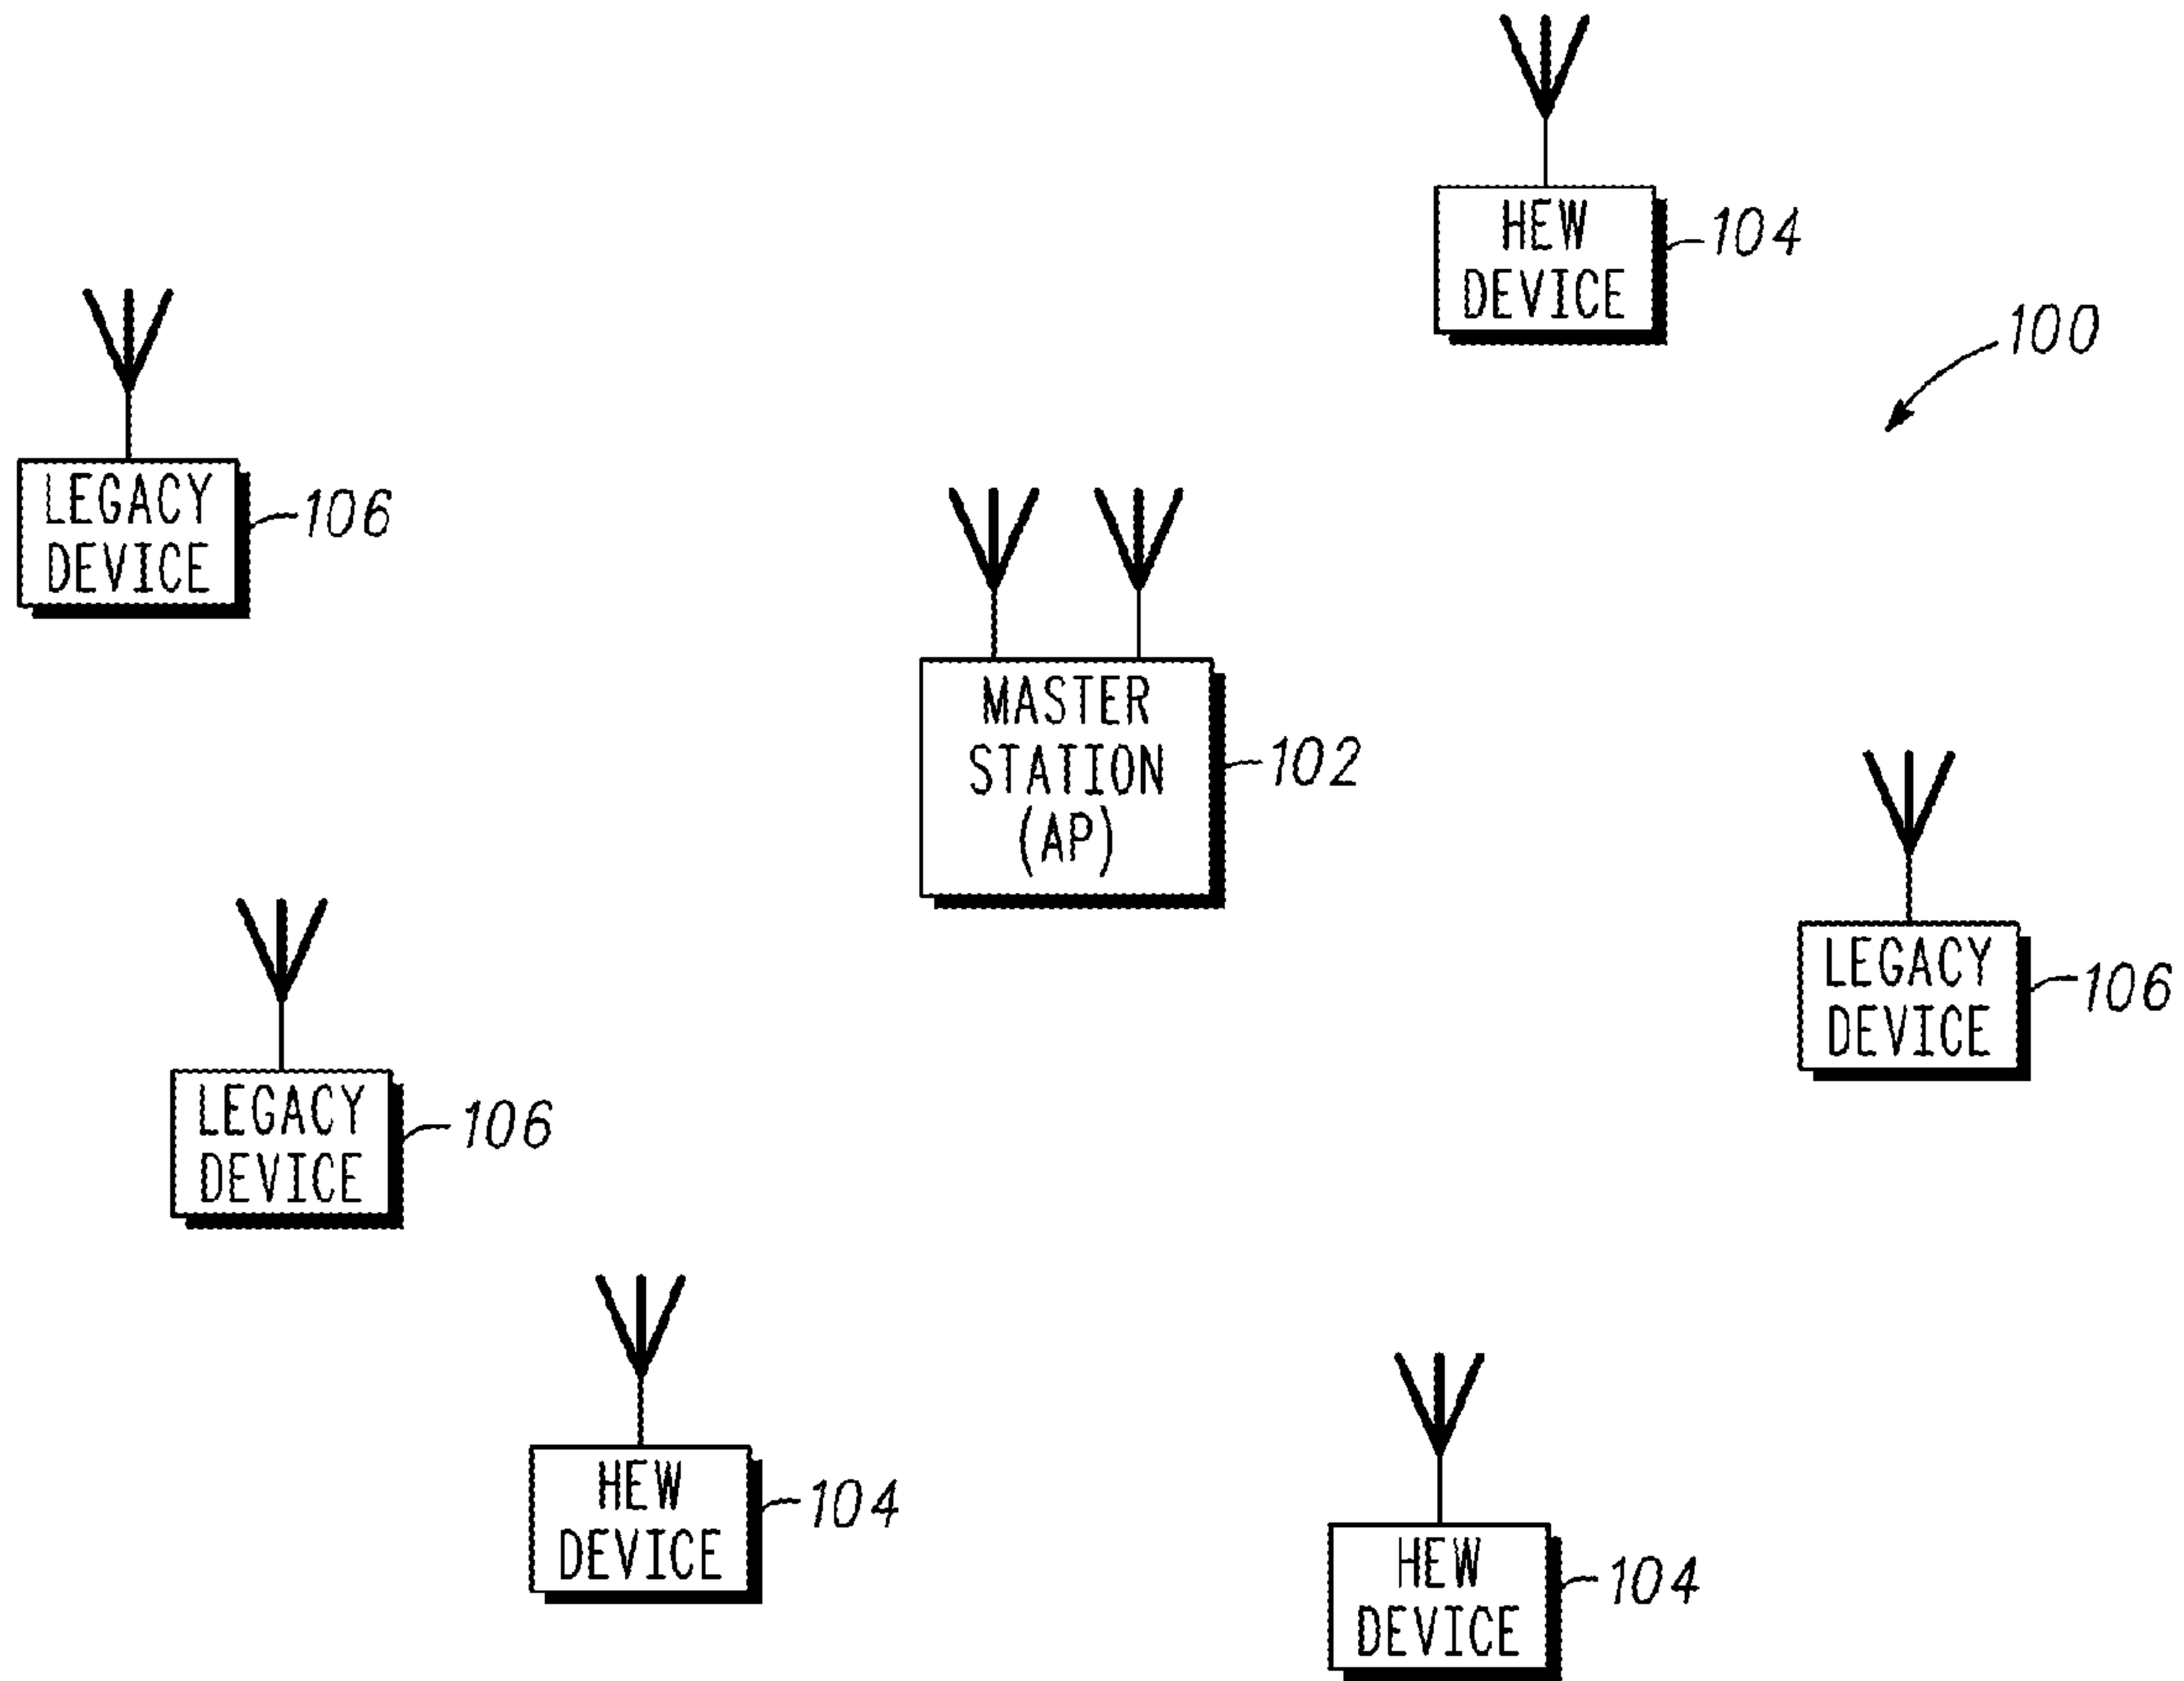 HEW
DEVICE
104
100
LEGACY
DEVICE
106
MASTER
STATION
(AP)
102
LEGACY
DEVICE
106
LEGACY
DEVICE
106
HEW
DEVICE
104
HEW
DEVICE
104